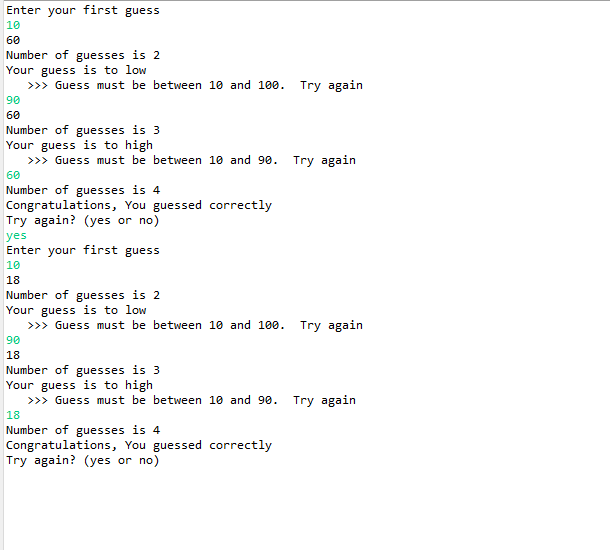 Enter your first guess
10
60
Number of guesses is 2
Your guess is to low
   >>> Guess must be between 10 and 100.  Try again
90
60
Number of guesses is 3
Your guess is to high
   >>> Guess must be between 10 and 90.  Try again
60
Number of guesses is 4
Congratulations, You guessed correctly
Try again? (yes or no)
yes
Enter your first guess
10
18
Number of guesses is 2
Your guess is to low
   >>> Guess must be between 10 and 100.  Try again
90
18
Number of guesses is 3
Your guess is to high
   >>> Guess must be between 10 and 90.  Try again
18
Number of guesses is 4
Congratulations, You guessed correctly
Try again? (yes or no)